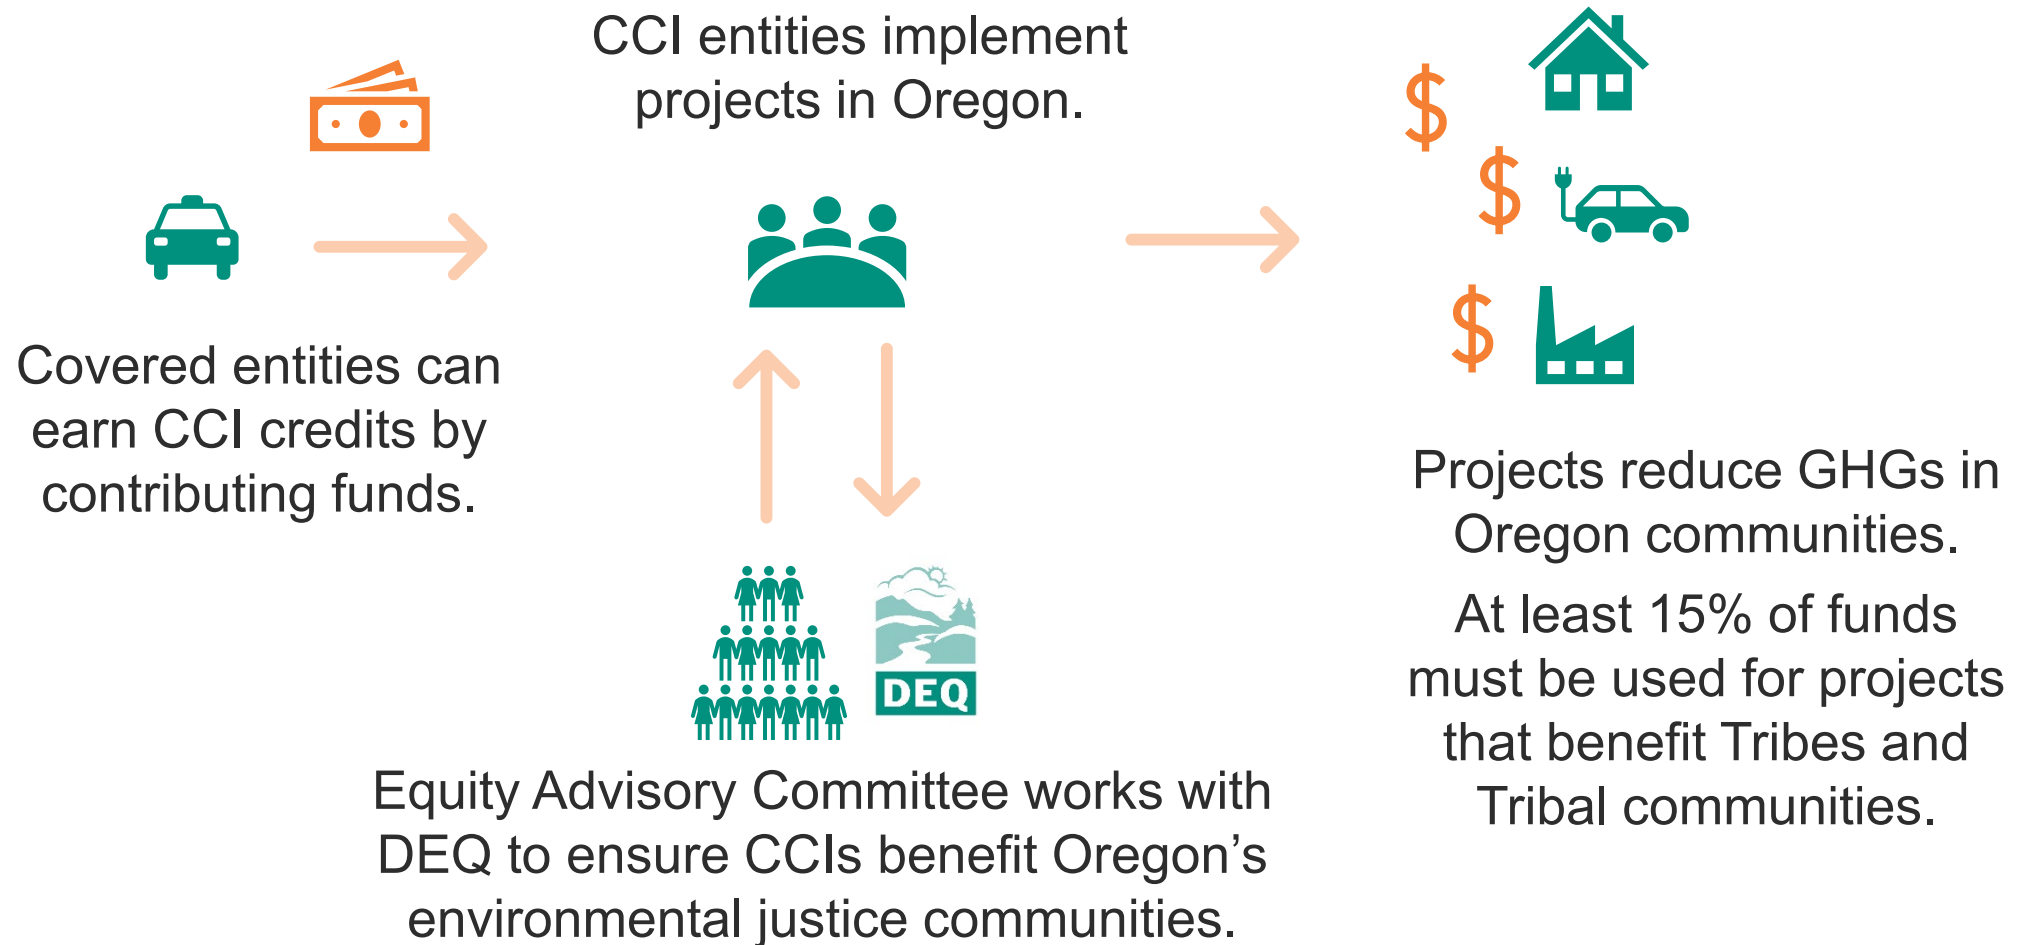 CCI entities implement
projects in Oregon.
$
$
$
Covered entities can
earn CCI credits by
contributing funds.
DEQ
Equity Advisory Committee works with
DEQ to ensure CCIs benefit Oregon’s
environmental justice communities.
Projects reduce GHGs in
Oregon communities.
At least 15% of funds
must be used for projects
that benefit Tribes and
Tribal communities.